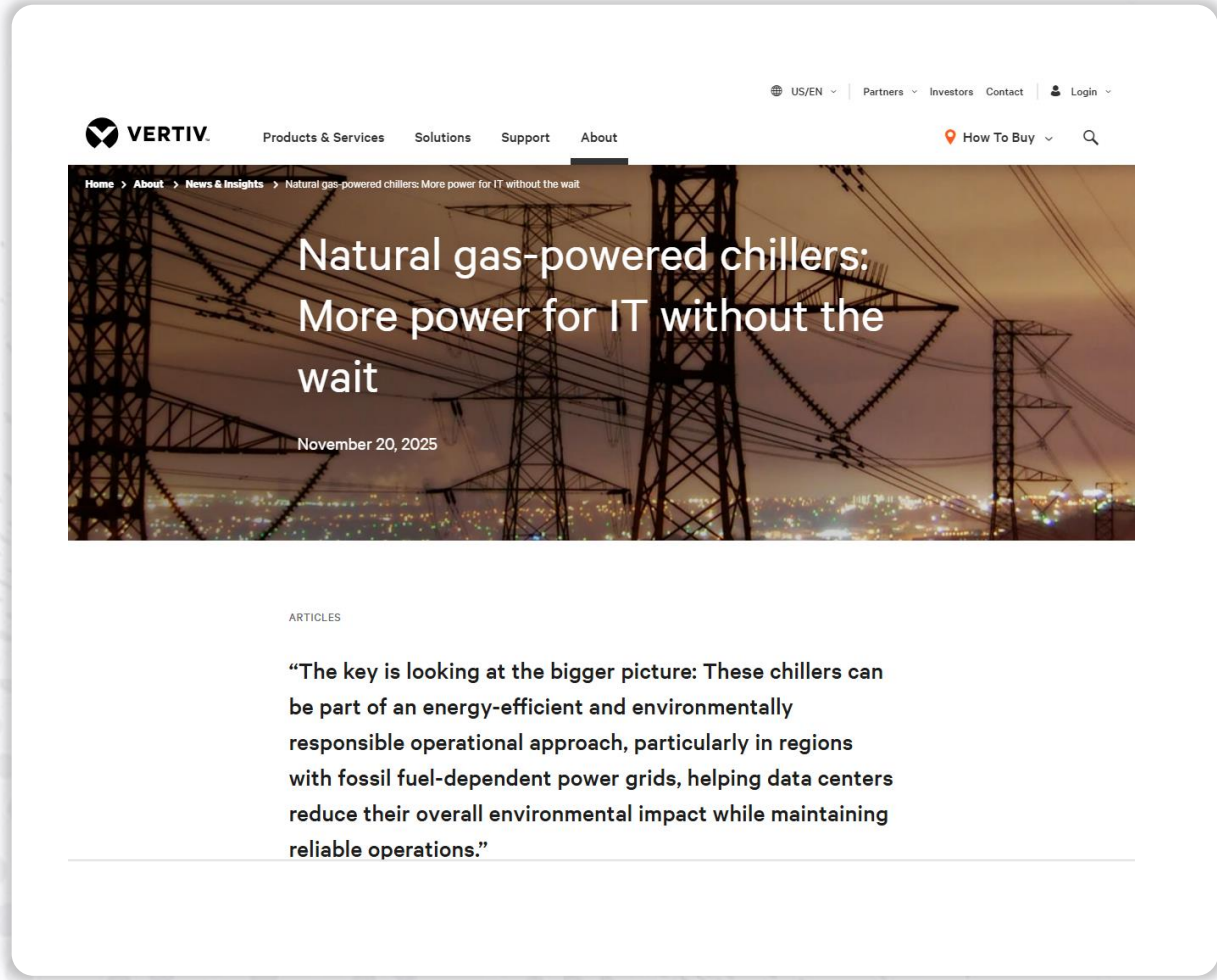 US/EN Partners Investors Contact Login
VERTIV™ Products & Services Solutions Support About How To Buy
Home > About > News & Insights > Natural gas-powered chillers: More power for IT without the wait
Natural gas-powered chillers:
More power for IT without the
wait
November 20, 2025
ARTICLES
“The key is looking at the bigger picture: These chillers can
be part of an energy-efficient and environmentally
responsible operational approach, particularly in regions
with fossil fuel-dependent power grids, helping data centers
reduce their overall environmental impact while maintaining
reliable operations.”